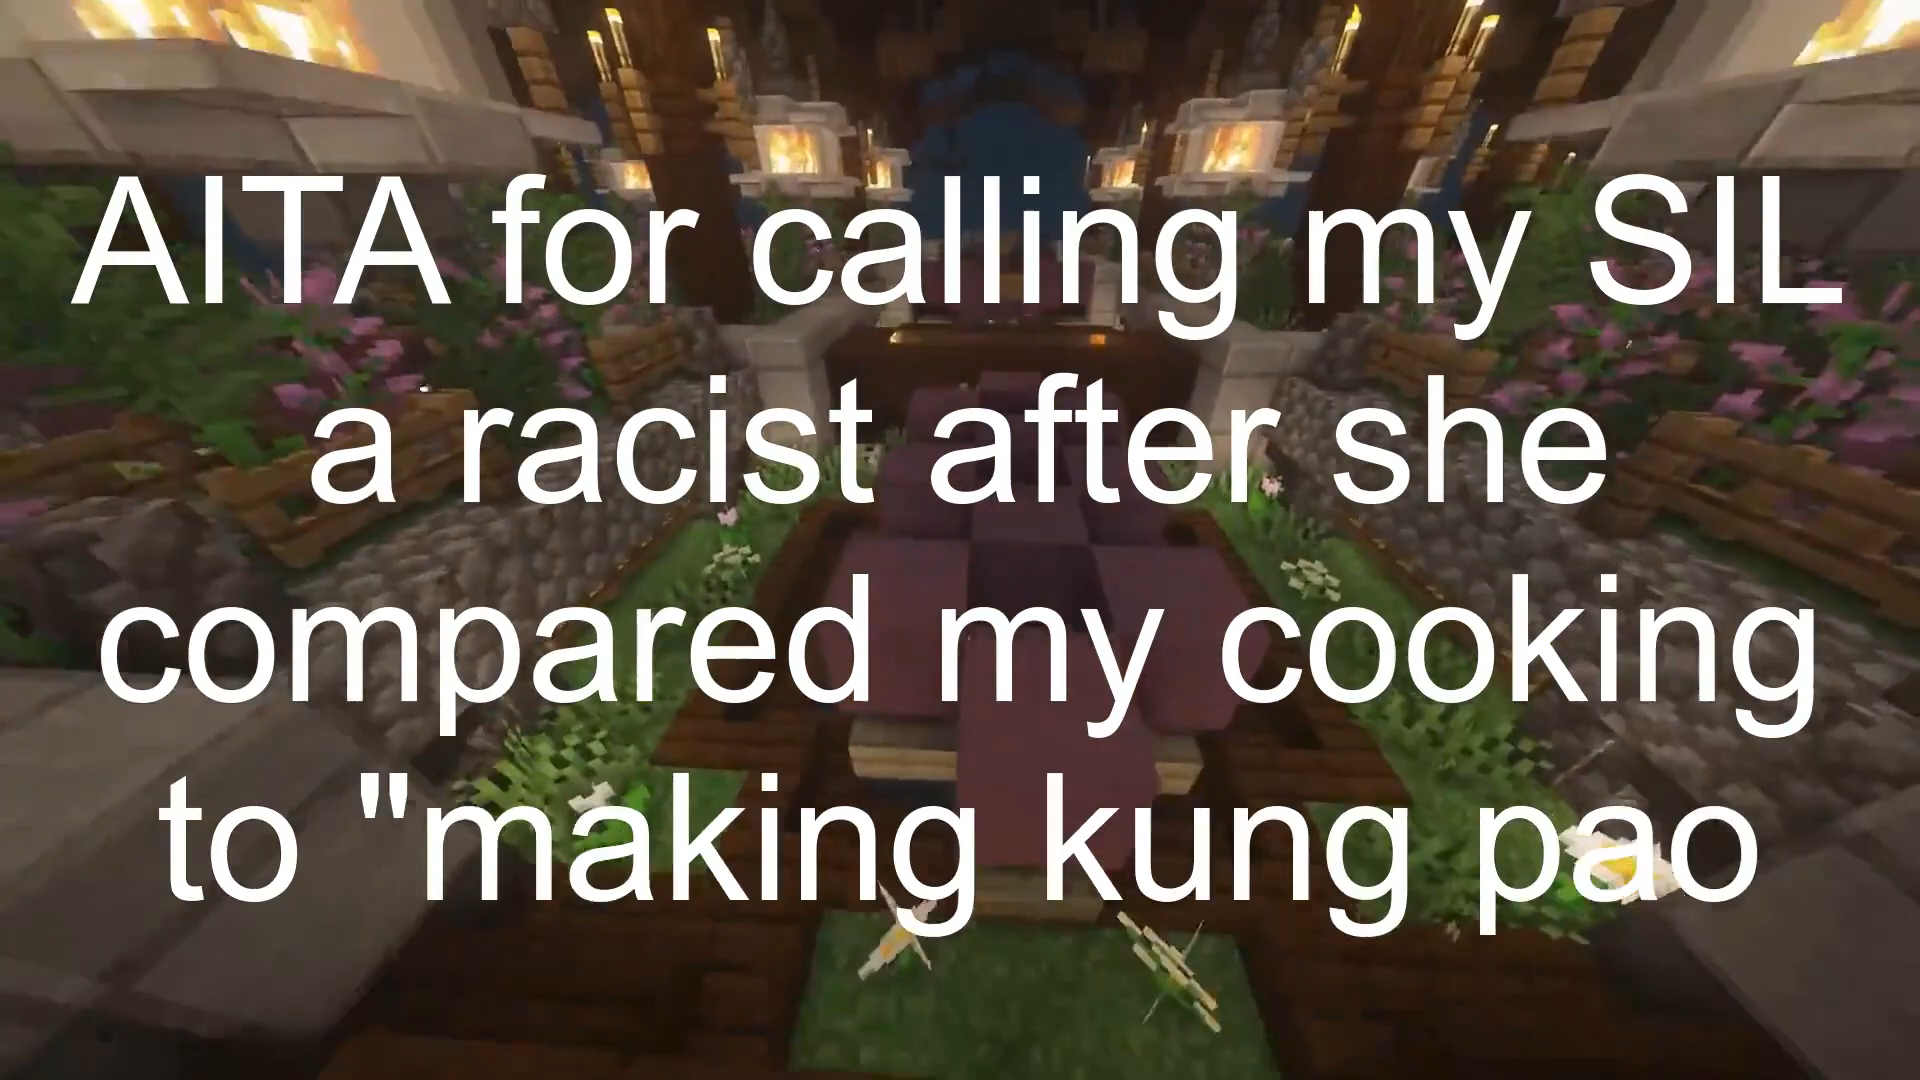 AITA for calling my SIL
a racist after she
compared my cooking
to "making kung pao